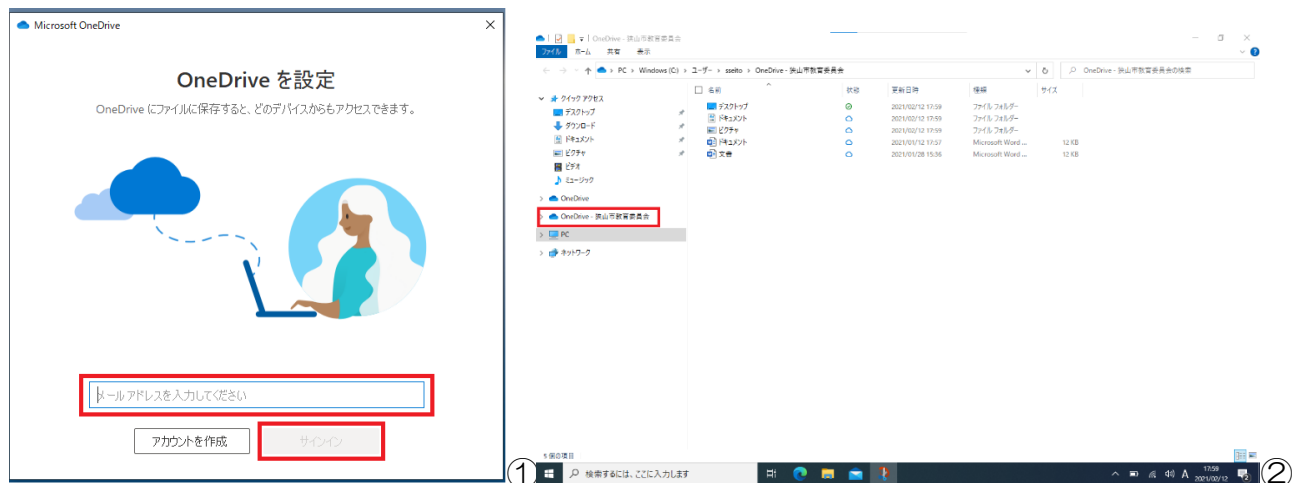 Microsoft OneDrive
OneDrive を設定
OneDrive にファイルに保存すると、どのデバイスからもアクセスできます。
メール アドレスを入力してください
アカウントを作成
サインイン
①
OneDrive - 狭山市教育委員会
ファイル ホーム 共有 表示
PC › Windows (C:) › ユーザー › sseito › OneDrive - 狭山市教育委員会
OneDrive - 狭山市教育委員会の検索
クイック アクセス
デスクトップ
ダウンロード
ドキュメント
ピクチャ
ビデオ
ミュージック
OneDrive
OneDrive - 狭山市教育委員会
PC
ネットワーク
名前 状態 更新日時 種類 サイズ
デスクトップ 2021/02/12 17:59 ファイル フォルダー
ドキュメント 2021/02/12 17:59 ファイル フォルダー
ピクチャ 2021/02/12 17:59 ファイル フォルダー
ドキュメント 2021/01/12 17:57 Microsoft Word ... 12 KB
文書 2021/01/28 15:36 Microsoft Word ... 12 KB
5 個の項目
検索するには、ここに入力します
A
17:59
2021/02/12
2
②